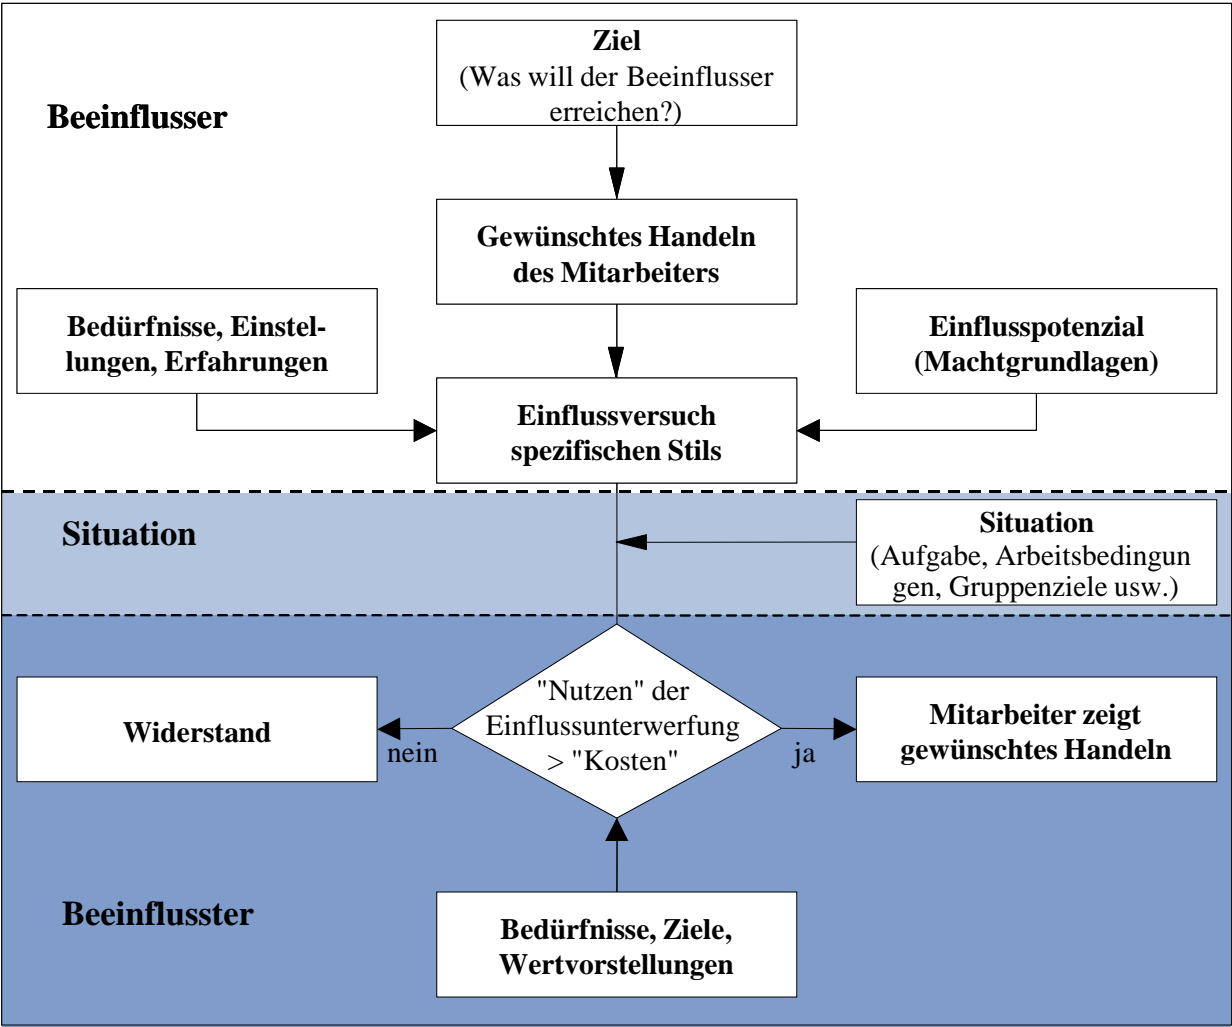 Ziel
(Was will der Beeinflusser
erreichen?)
Beeinflusser
Gewünschtes Handeln
des Mitarbeiters
Bedürfnisse, Einstel-
lungen, Erfahrungen
Einflusspotenzial
(Machtgrundlagen)
Einflussversuch
spezifischen Stils
Situation
Situation
(Aufgabe, Arbeitsbedingun
gen, Gruppenziele usw.)
Widerstand
nein
"Nutzen" der
Einflussunterwerfung
> "Kosten"
ja
Mitarbeiter zeigt
gewünschtes Handeln
Beeinflusster
Bedürfnisse, Ziele,
Wertvorstellungen